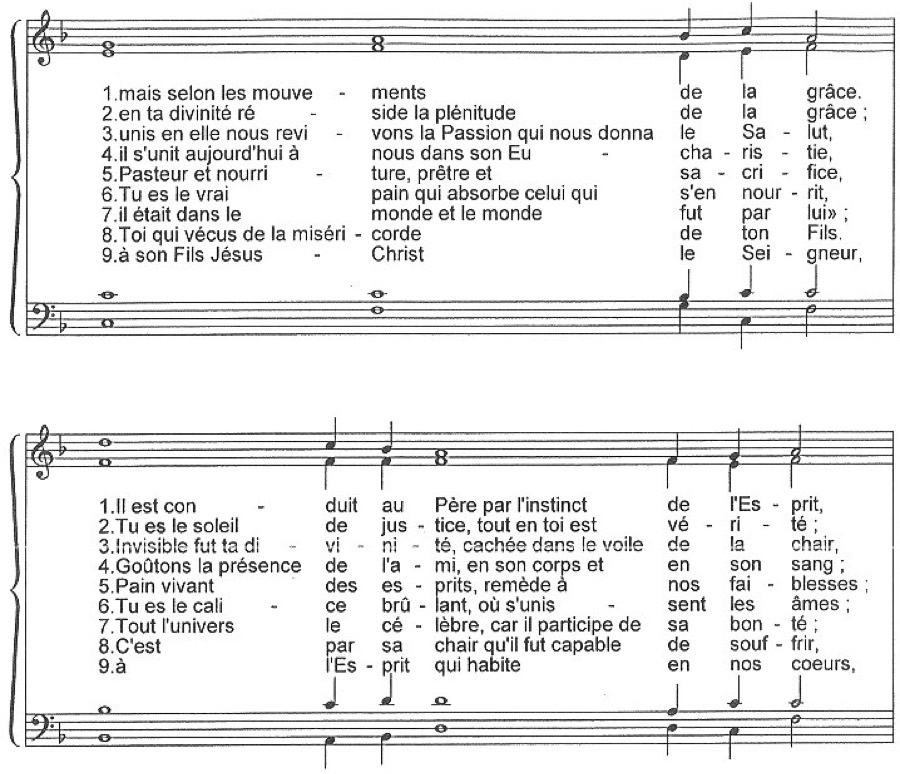 1.mais selon les mouve - ments de la grâce.
2.en ta divinité ré - side la plénitude de la grâce ;
3.unis en elle nous revi - vons la Passion qui nous donna le Sa - lut,
4.il s'unit aujourd'hui à nous dans son Eu - cha - ris - tie,
5.Pasteur et nourri - ture, prêtre et sa - cri - fice,
6.Tu es le vrai pain qui absorbe celui qui s'en nour - rit,
7.il était dans le monde et le monde fut par lui» ;
8.Toi qui vécus de la miséri - corde de ton Fils.
9.à son Fils Jésus - Christ le Sei - gneur,
1.Il est con - duit au Père par l'instinct de l'Es - prit,
2.Tu es le soleil de jus - tice, tout en toi est vé - ri - té ;
3.Invisible fut ta di - vi - ni - té, cachée dans le voile de la chair,
4.Goûtons la présence de l'a - mi, en son corps et en son sang ;
5.Pain vivant des es - prits, remède à nos fai - blesses ;
6.Tu es le cali - ce brû - lant, où s'unis - sent les âmes ;
7.Tout l'univers le cé - lèbre, car il participe de sa bon - té ;
8.C'est par sa chair qu'il fut capable de souf - frir,
9.à l'Es - prit qui habite en nos coeurs,